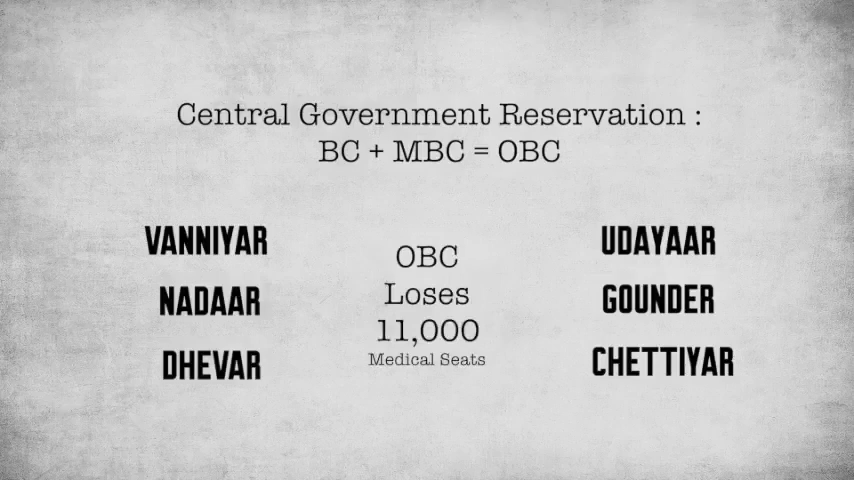 Central Government Reservation :
BC + MBC = OBC
VANNIYAR
NADAAR
DHEVAR
OBC
Loses
11,000
Medical Seats
UDAYAAR
GOUNDER
CHETTIYAR